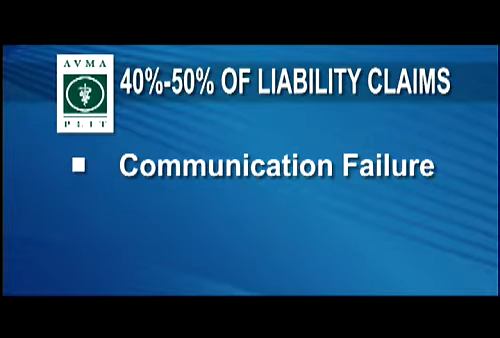 AVMA
PLIT
40%-50% OF LIABILITY CLAIMS
Communication Failure